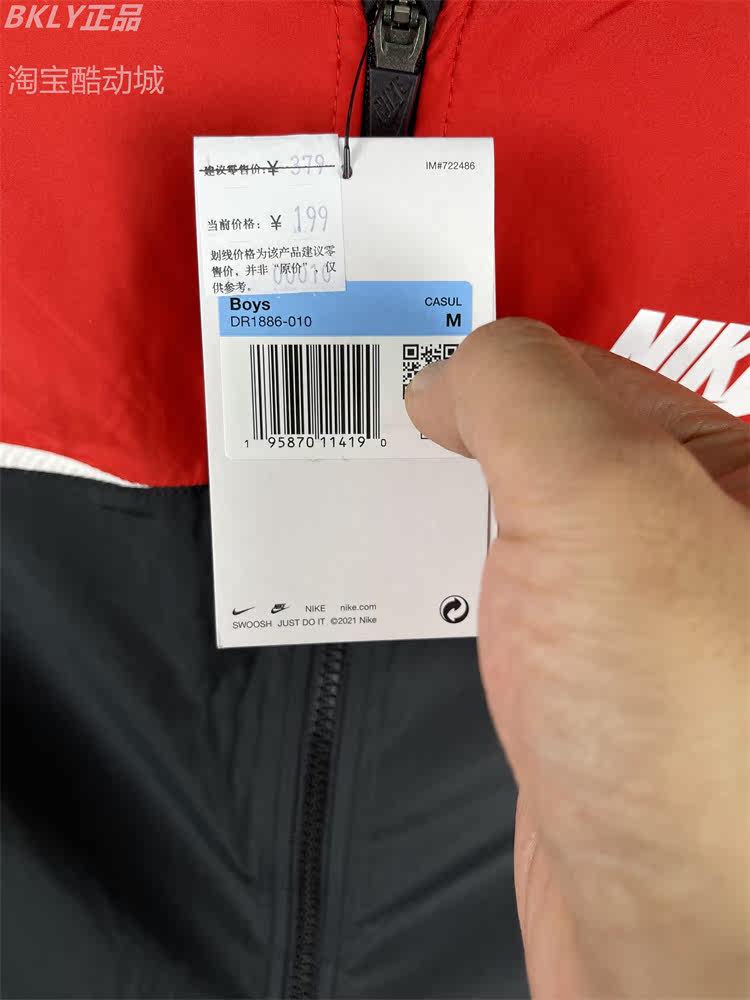 BKLY正品
淘宝酷动城
NIKE
IM#722486
建议零售价:￥ 379
当前价格:￥ 199
划线价格为该产品建议零
售价,并非“原价”,仅
供参考。
00010
Boys
CASUL
DR1886-010
M
1 95870 11419 0
NIKE
NIKE nike.com
SWOOSH JUST DO IT ©2021 Nike